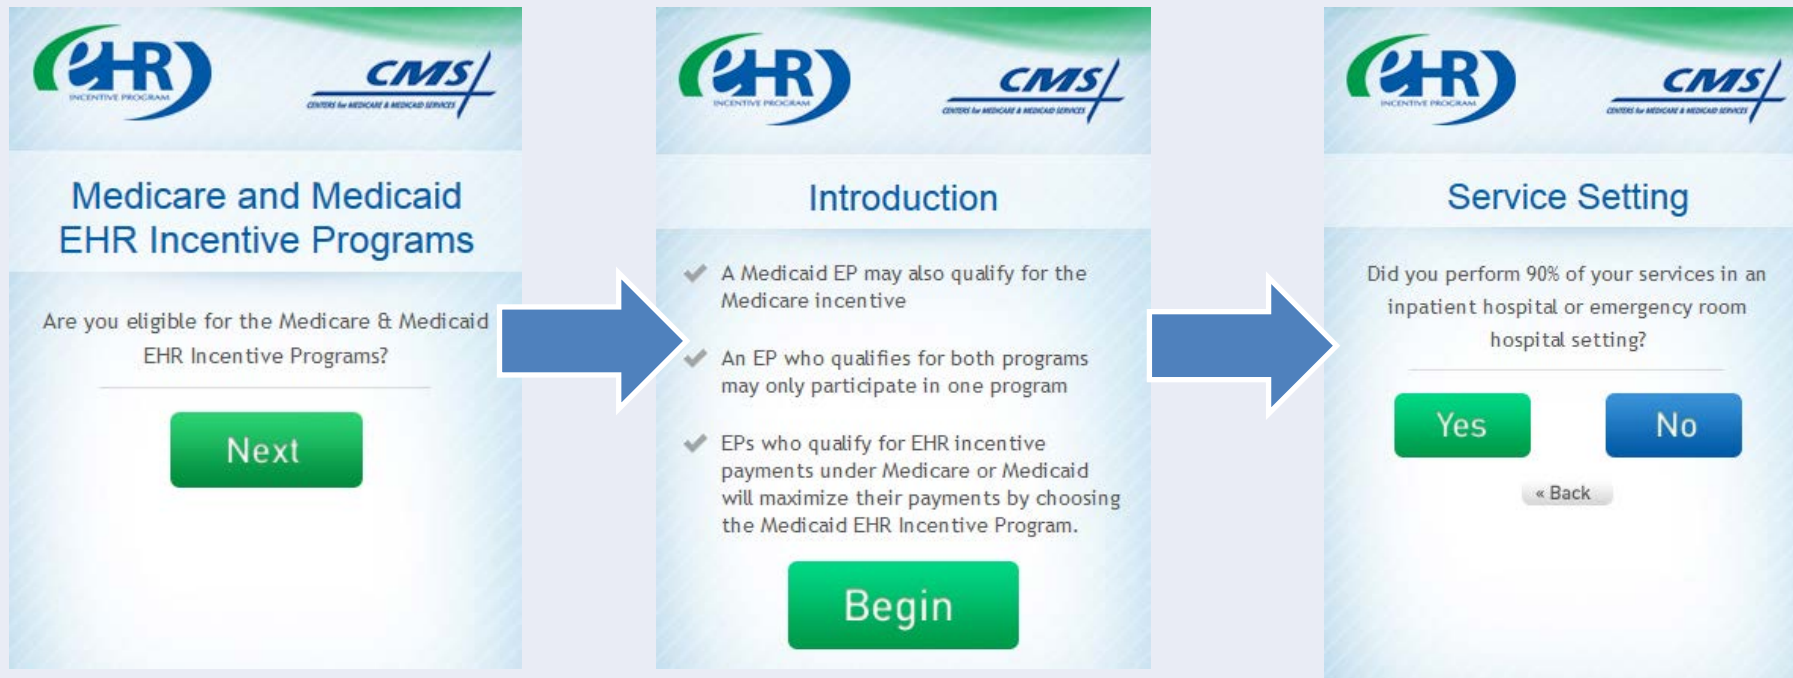 eHR
INCENTIVE PROGRAM
CMS
CENTERS for MEDICARE & MEDICAID SERVICES
Medicare and Medicaid
EHR Incentive Programs
Are you eligible for the Medicare & Medicaid
EHR Incentive Programs?
Next
eHR
INCENTIVE PROGRAM
CMS
CENTERS for MEDICARE & MEDICAID SERVICES
Introduction
A Medicaid EP may also qualify for the
Medicare incentive
An EP who qualifies for both programs
may only participate in one program
EPs who qualify for EHR incentive
payments under Medicare or Medicaid
will maximize their payments by choosing
the Medicaid EHR Incentive Program.
Begin
eHR
INCENTIVE PROGRAM
CMS
CENTERS for MEDICARE & MEDICAID SERVICES
Service Setting
Did you perform 90% of your services in an
inpatient hospital or emergency room
hospital setting?
Yes
No
« Back